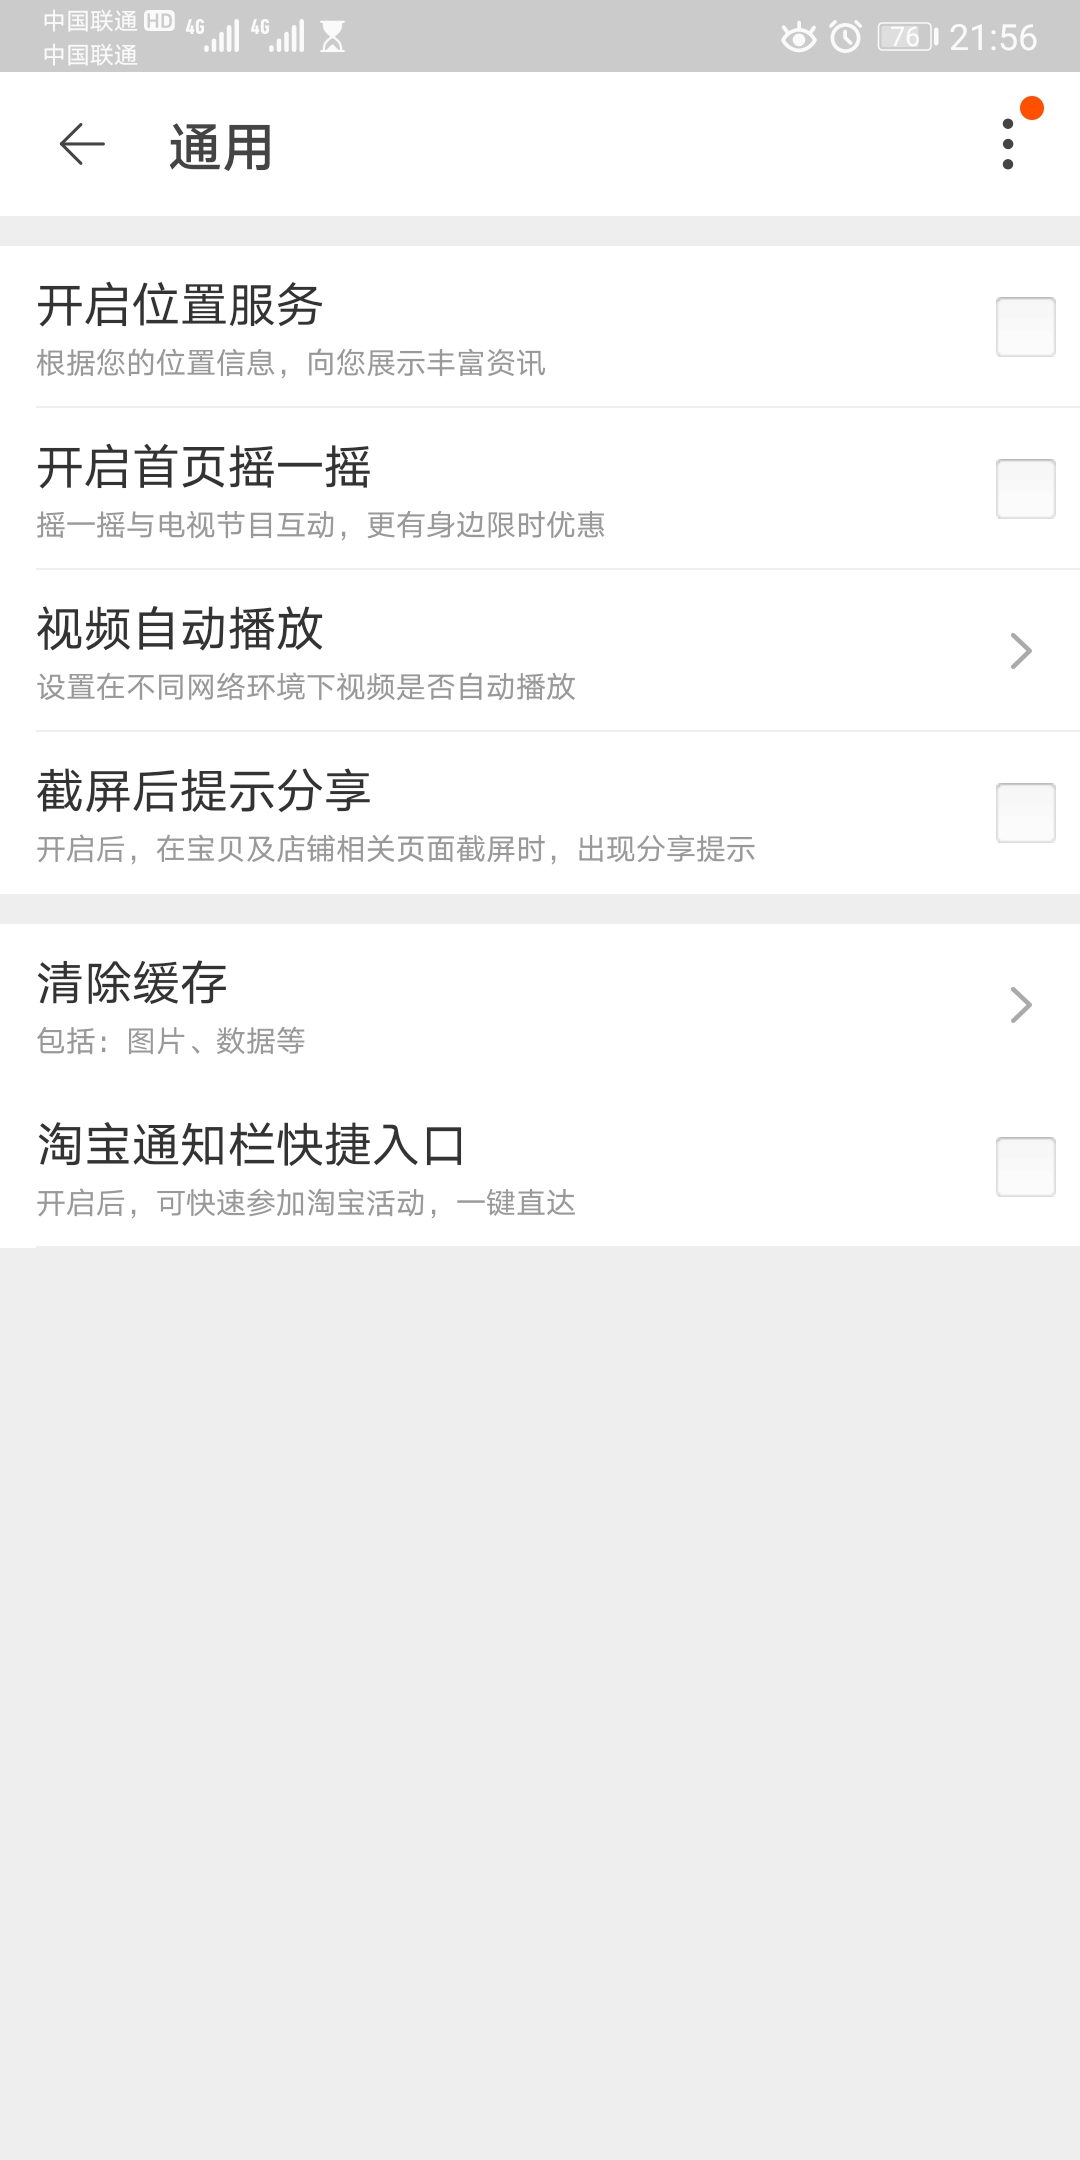 中国联通 HD 4G 4G
中国联通
76 21:56
通用
开启位置服务
根据您的位置信息，向您展示丰富资讯
开启首页摇一摇
摇一摇与电视节目互动，更有身边限时优惠
视频自动播放
设置在不同网络环境下视频是否自动播放
截屏后提示分享
开启后，在宝贝及店铺相关页面截屏时，出现分享提示
清除缓存
包括：图片、数据等
淘宝通知栏快捷入口
开启后，可快速参加淘宝活动，一键直达